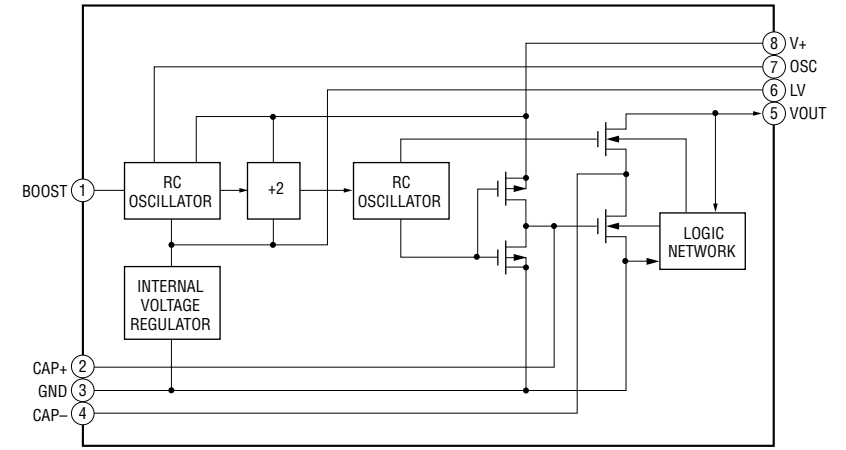 8 V+
7 OSC
6 LV
5 VOUT
BOOST 1
RC
OSCILLATOR
+2
RC
OSCILLATOR
LOGIC
NETWORK
INTERNAL
VOLTAGE
REGULATOR
CAP+ 2
GND 3
CAP– 4